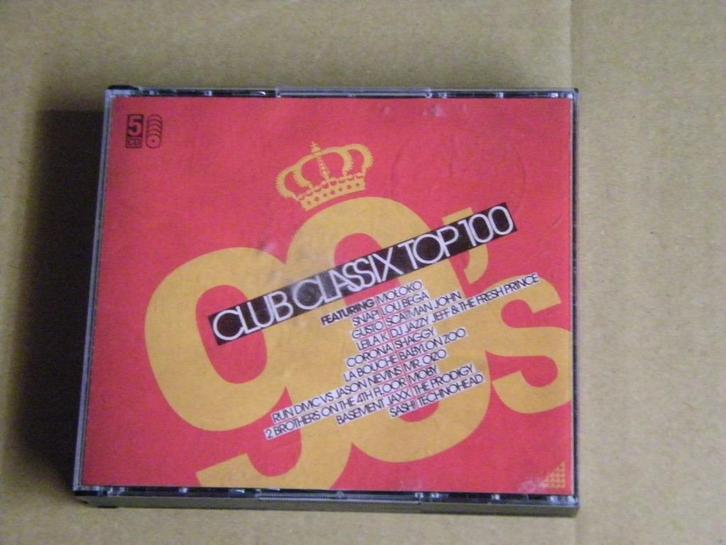 5
CD
90's
CLUB CLASSIX TOP 100
FEATURING MOLOKO
SNAP! LOU BEGA
GUSTO SCATMAN JOHN
LEILA K DJ JAZZY JEFF & THE FRESH PRINCE
CORONA SHAGGY
LA BOUCHE BABYLON ZOO
RUN DMC VS JASON NEVINS MR. OIZO
2 BROTHERS ON THE 4TH FLOOR MOBY
BASEMENT JAXX THE PRODIGY
SASH! TECHNOHEAD